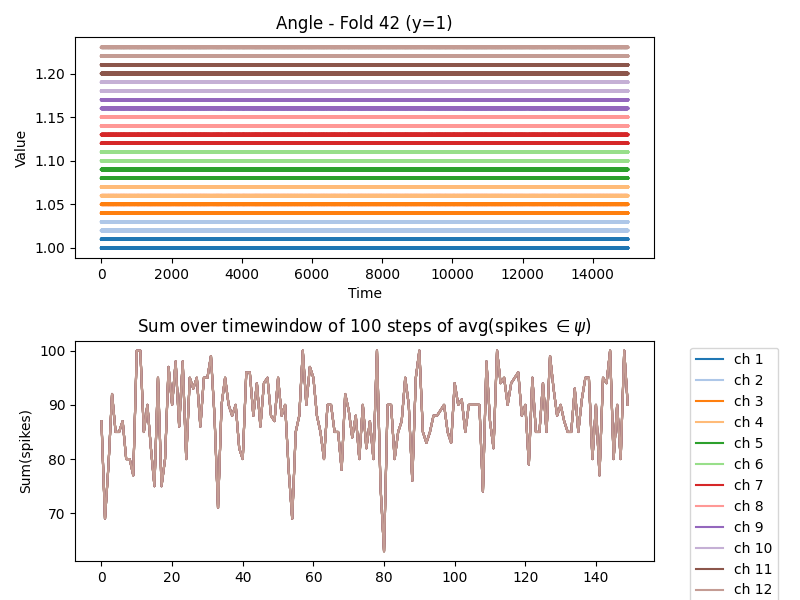 Angle - Fold 42 (y=1)
Value
1.20
1.15
1.10
1.05
1.00
0 2000 4000 6000 8000 10000 12000 14000
Time
Sum over timewindow of 100 steps of avg(spikes ∈ ψ)
Sum(spikes)
100
90
80
70
0 20 40 60 80 100 120 140
ch 1
ch 2
ch 3
ch 4
ch 5
ch 6
ch 7
ch 8
ch 9
ch 10
ch 11
ch 12